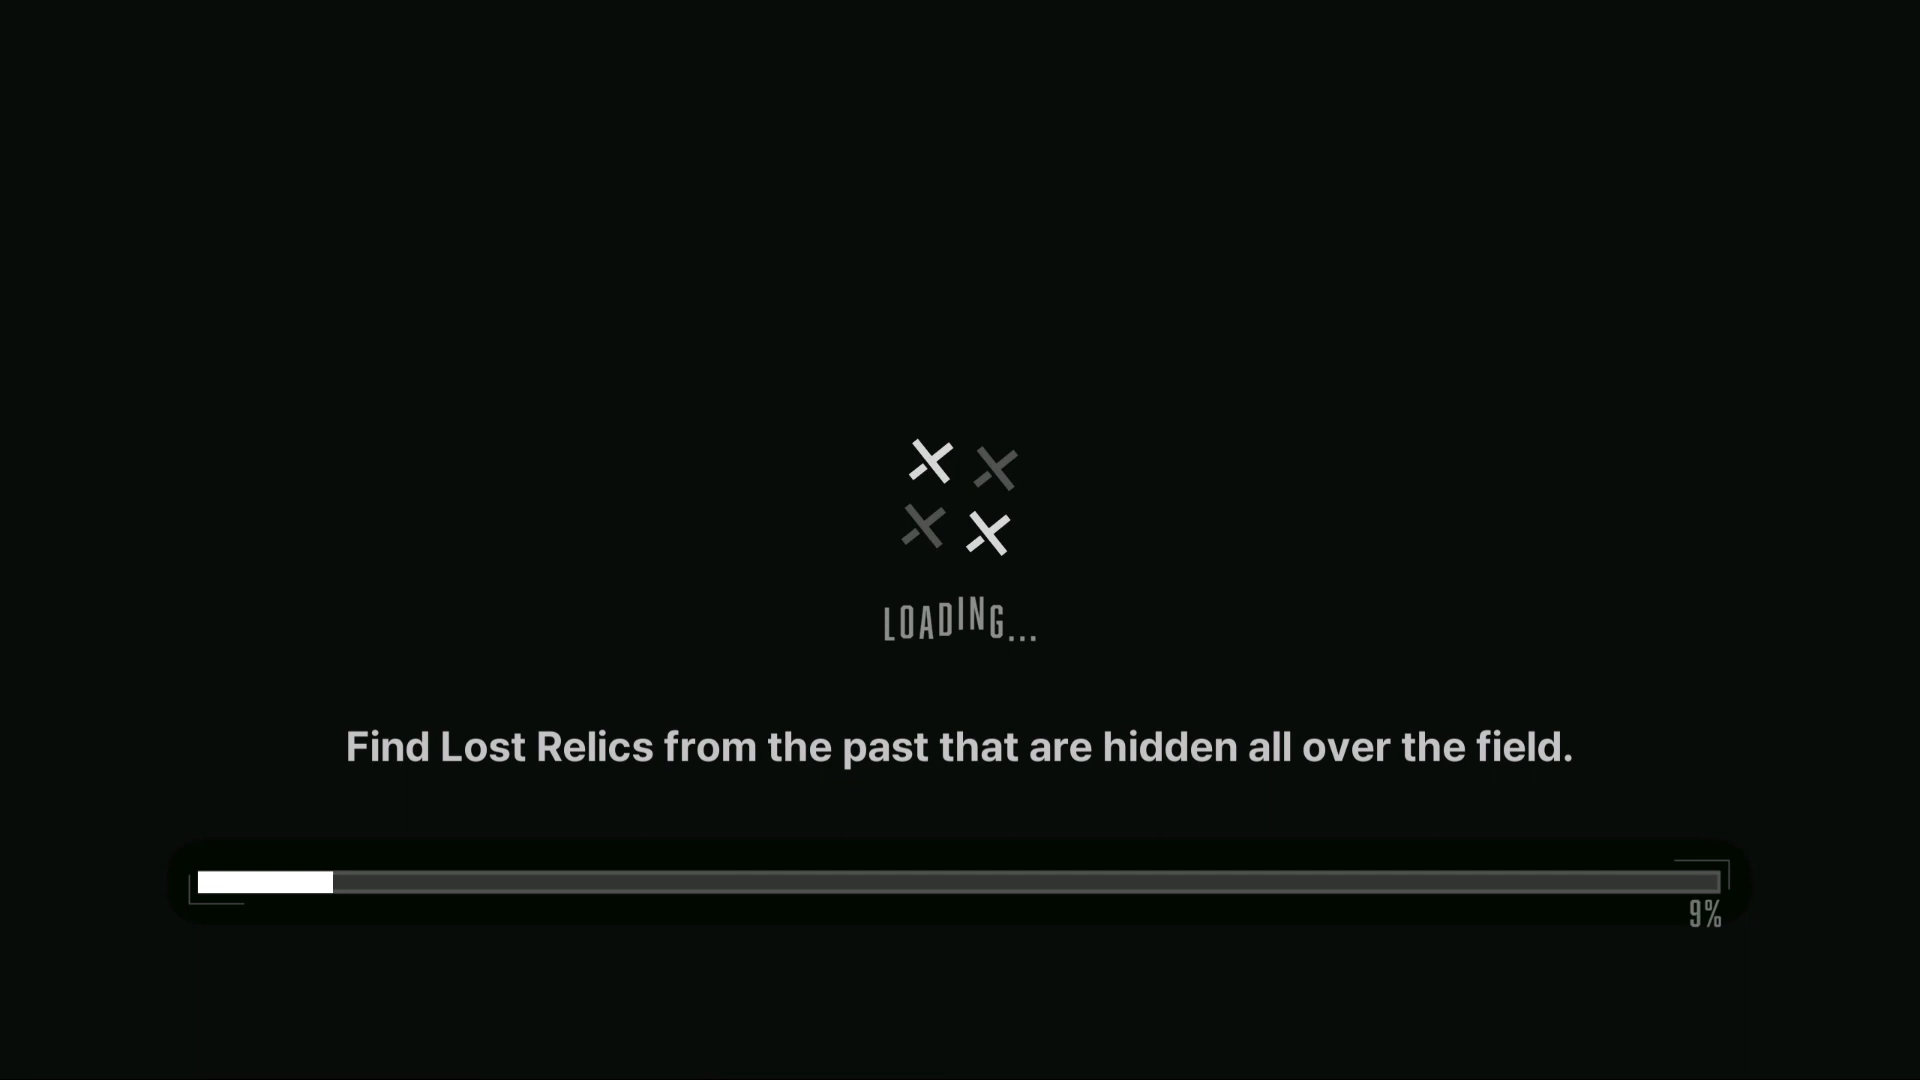 LOADING...
Find Lost Relics from the past that are hidden all over the field.
9%